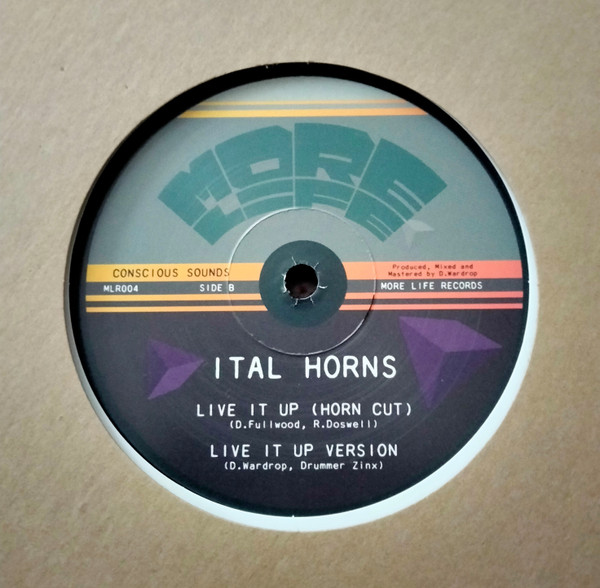 MORE
LIFE
CONSCIOUS SOUNDS
Produced, Mixed and
Mastered by D.Wardrop
MLR004 SIDE B MORE LIFE RECORDS
ITAL HORNS
LIVE IT UP (HORN CUT)
(D.Fullwood, R.Doswell)
LIVE IT UP VERSION
(D.Wardrop, Drummer Zinx)